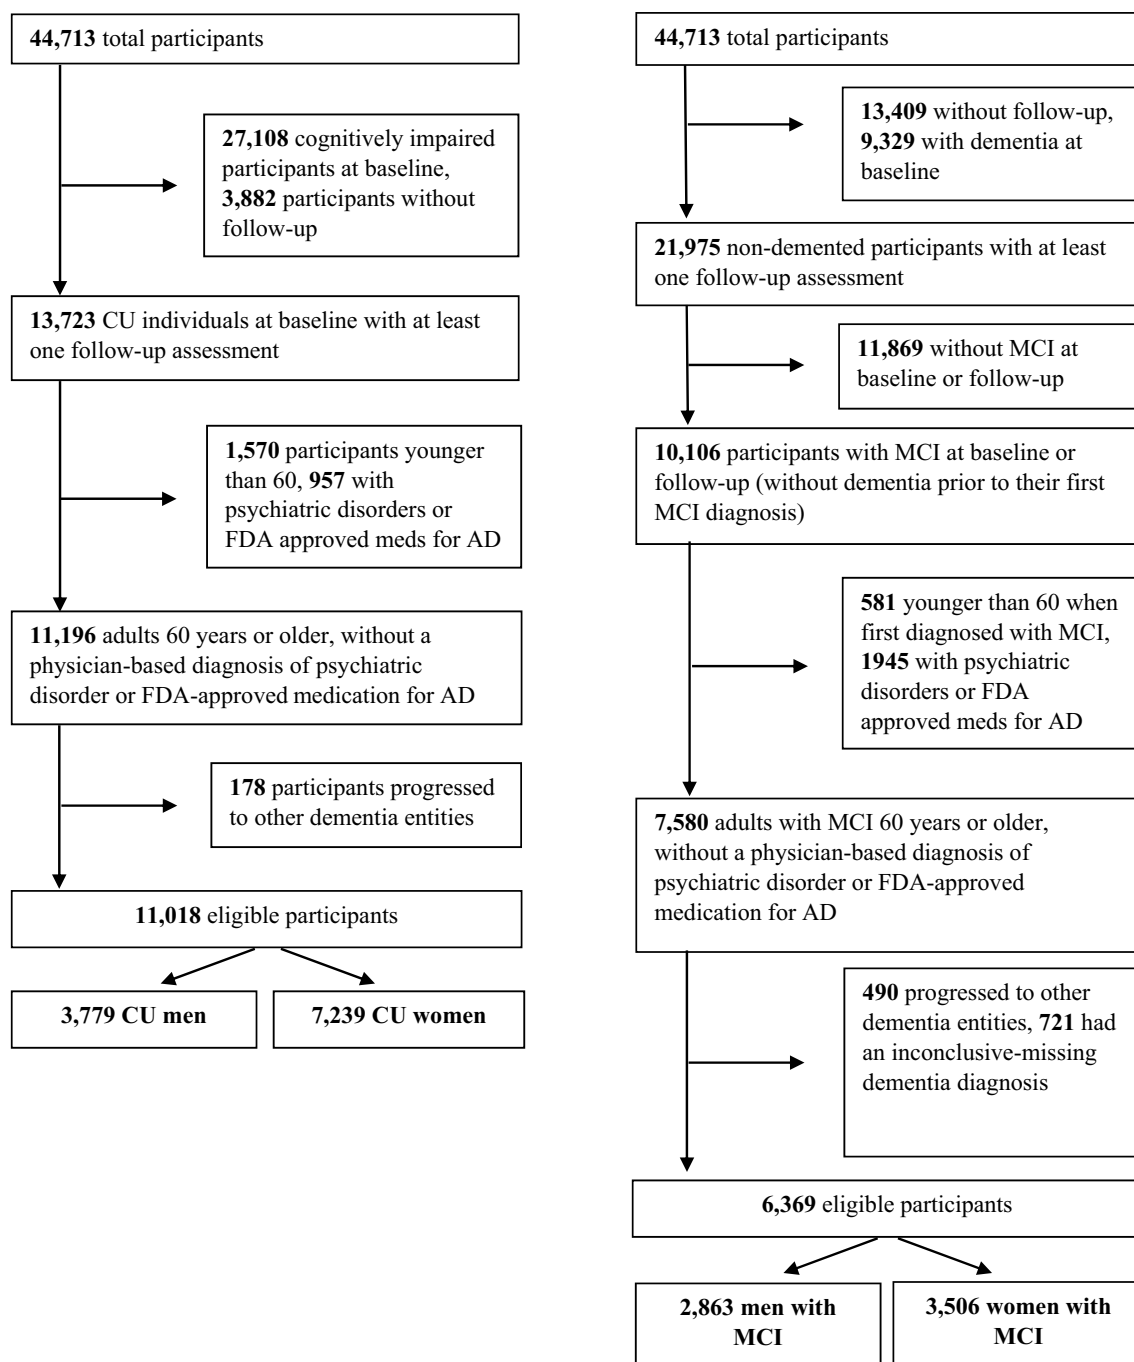 44,713 total participants
27,108 cognitively impaired
participants at baseline,
3,882 participants without
follow-up
13,723 CU individuals at baseline with at least
one follow-up assessment
1,570 participants younger
than 60, 957 with
psychiatric disorders or
FDA approved meds for AD
11,196 adults 60 years or older, without a
physician-based diagnosis of psychiatric
disorder or FDA-approved medication for AD
178 participants progressed
to other dementia entities
11,018 eligible participants
3,779 CU men
7,239 CU women
44,713 total participants
13,409 without follow-up,
9,329 with dementia at
baseline
21,975 non-demented participants with at least
one follow-up assessment
11,869 without MCI at
baseline or follow-up
10,106 participants with MCI at baseline or
follow-up (without dementia prior to their first
MCI diagnosis)
581 younger than 60 when
first diagnosed with MCI,
1945 with psychiatric
disorders or FDA
approved meds for AD
7,580 adults with MCI 60 years or older,
without a physician-based diagnosis of
psychiatric disorder or FDA-approved
medication for AD
490 progressed to other
dementia entities, 721 had
an inconclusive-missing
dementia diagnosis
6,369 eligible participants
2,863 men with
MCI
3,506 women with
MCI